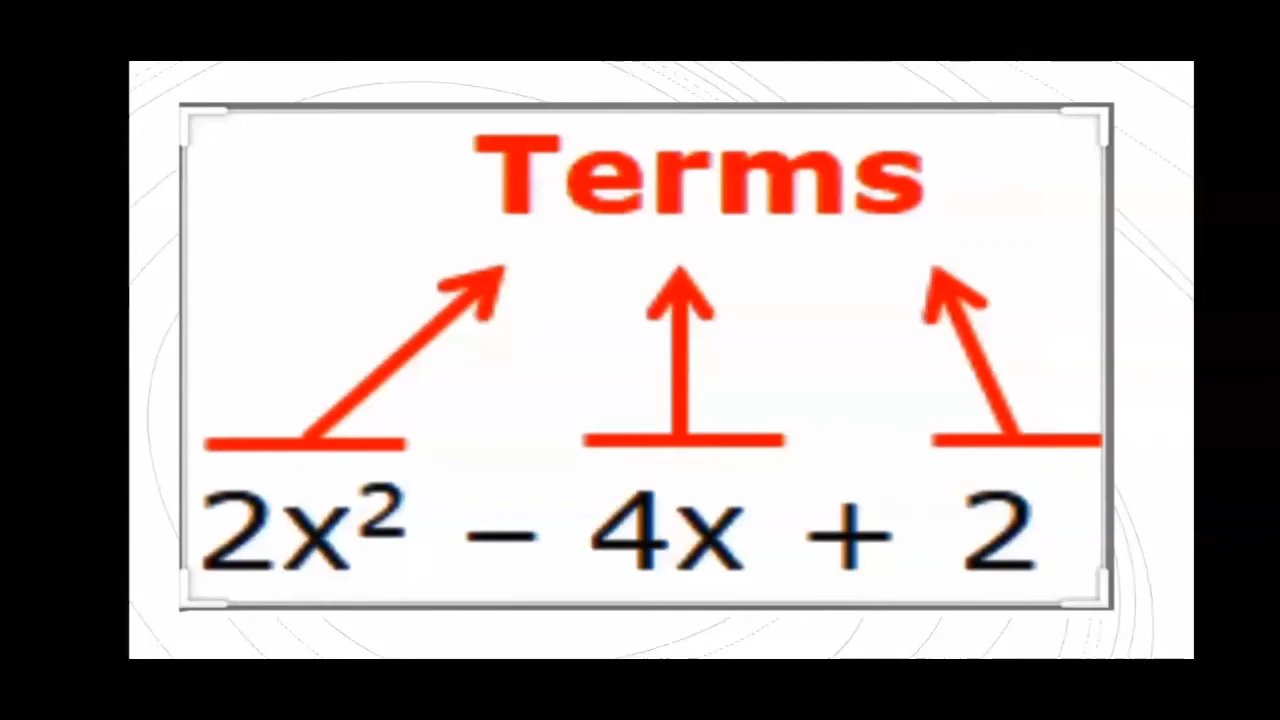 Terms
2x² – 4x + 2